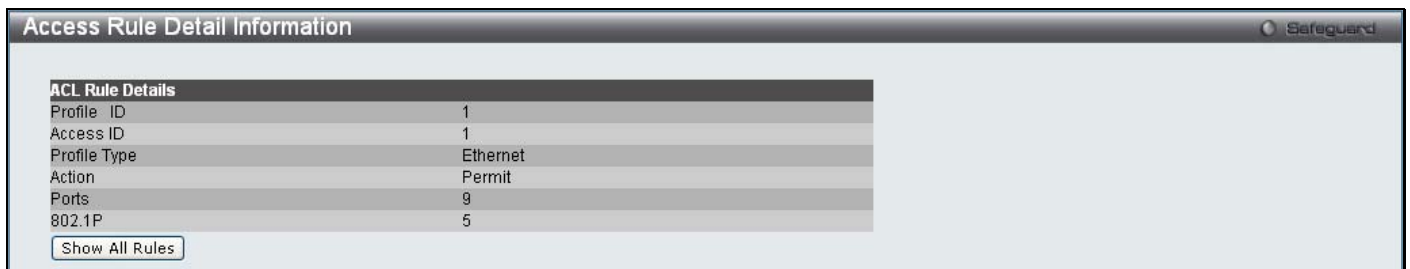 Access Rule Detail Information
Safeguard
ACL Rule Details
Profile ID 1
Access ID 1
Profile Type Ethernet
Action Permit
Ports 9
802.1P 5
Show All Rules